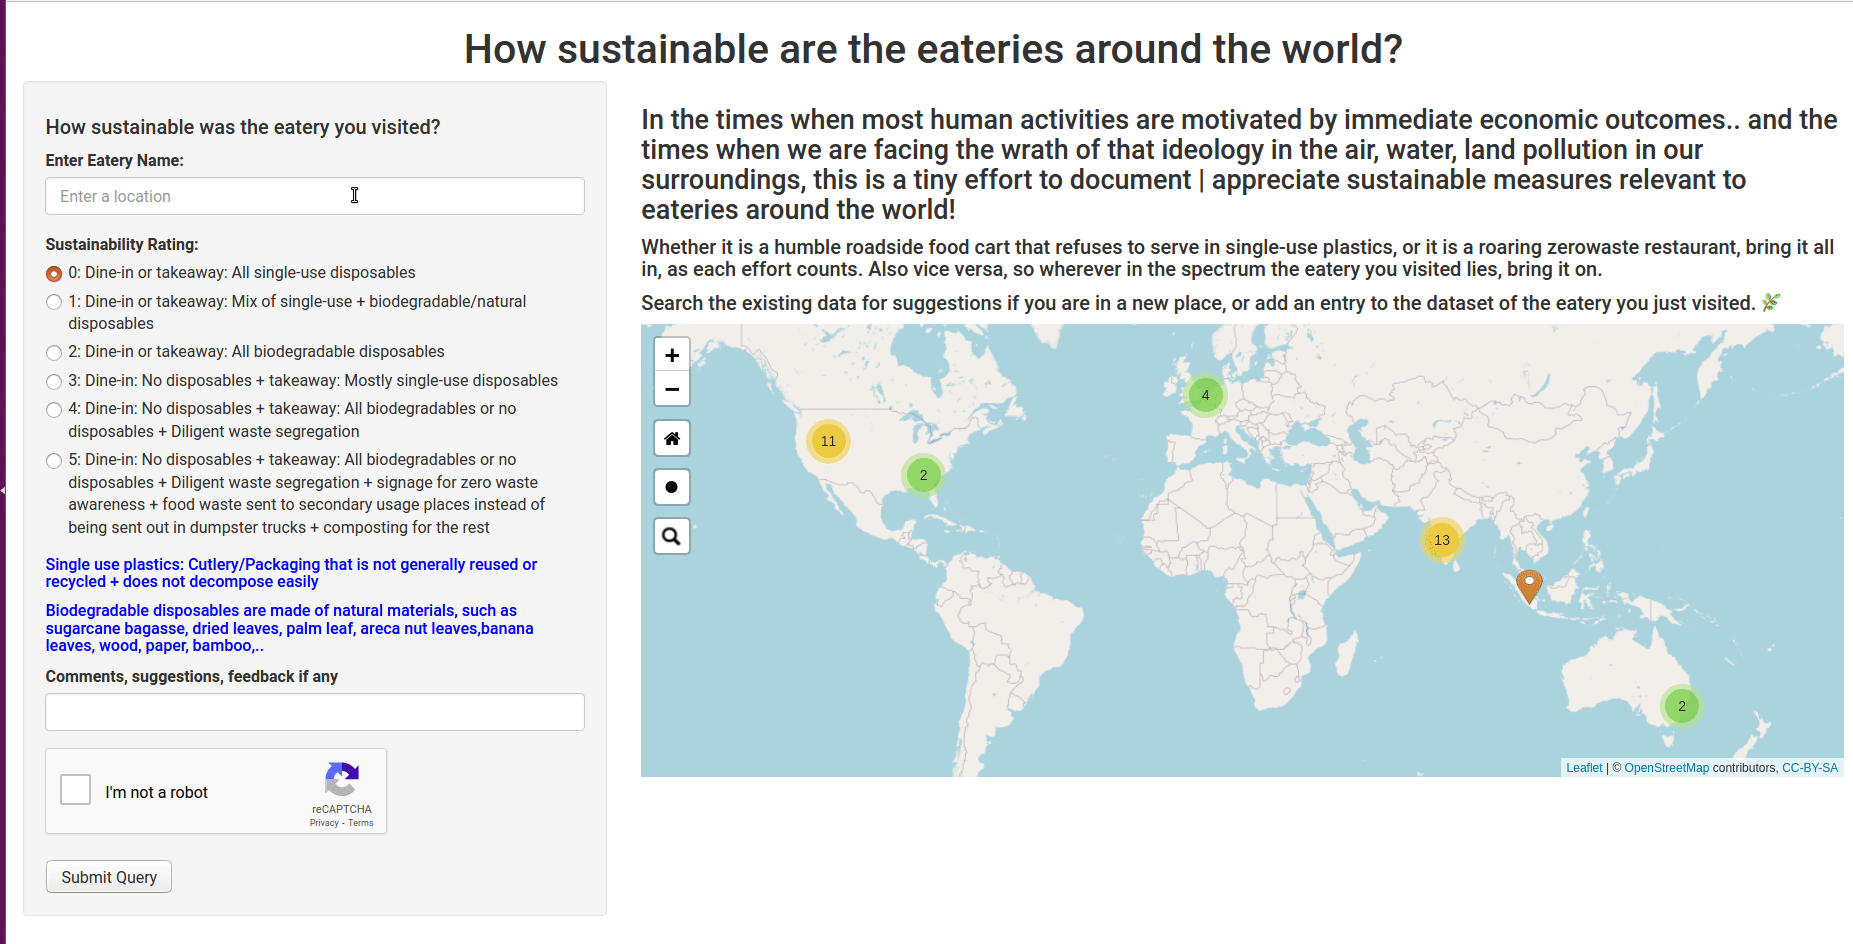 How sustainable are the eateries around the world?
How sustainable was the eatery you visited?
Enter Eatery Name:
Enter a location
Sustainability Rating:
0: Dine-in or takeaway: All single-use disposables
1: Dine-in or takeaway: Mix of single-use + biodegradable/natural
disposables
2: Dine-in or takeaway: All biodegradable disposables
3: Dine-in: No disposables + takeaway: Mostly single-use disposables
4: Dine-in: No disposables + takeaway: All biodegradables or no
disposables + Diligent waste segregation
5: Dine-in: No disposables + takeaway: All biodegradables or no
disposables + Diligent waste segregation + signage for zero waste
awareness + food waste sent to secondary usage places instead of
being sent out in dumpster trucks + composting for the rest
Single use plastics: Cutlery/Packaging that is not generally reused or
recycled + does not decompose easily
Biodegradable disposables are made of natural materials, such as
sugarcane bagasse, dried leaves, palm leaf, areca nut leaves,banana
leaves, wood, paper, bamboo,..
Comments, suggestions, feedback if any
I'm not a robot
reCAPTCHA
Privacy - Terms
Submit Query
In the times when most human activities are motivated by immediate economic outcomes.. and the
times when we are facing the wrath of that ideology in the air, water, land pollution in our
surroundings, this is a tiny effort to document | appreciate sustainable measures relevant to
eateries around the world!
Whether it is a humble roadside food cart that refuses to serve in single-use plastics, or it is a roaring zerowaste restaurant, bring it all
in, as each effort counts. Also vice versa, so wherever in the spectrum the eatery you visited lies, bring it on.
Search the existing data for suggestions if you are in a new place, or add an entry to the dataset of the eatery you just visited. 🌿
+
−
4
11
2
13
2
Leaflet | © OpenStreetMap contributors, CC-BY-SA